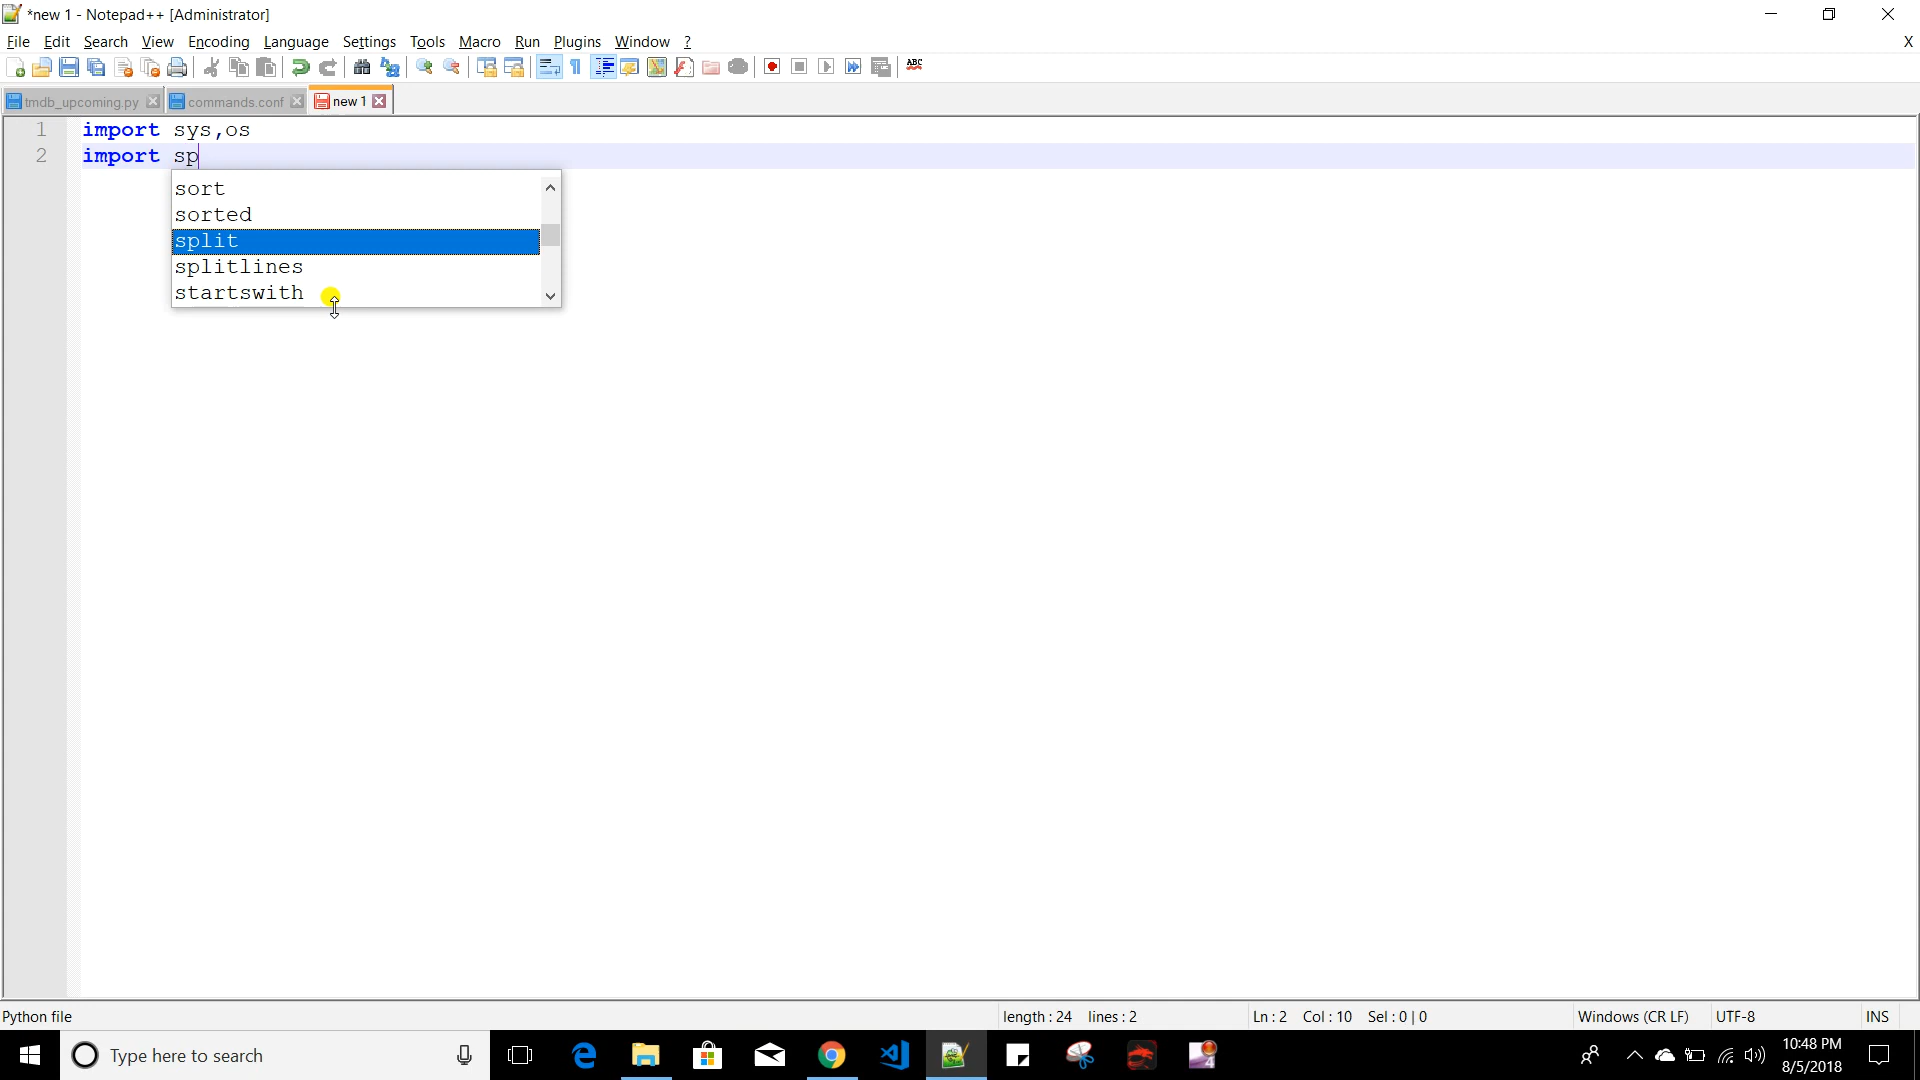 *new 1 - Notepad++ [Administrator]
File Edit Search View Encoding Language Settings Tools Macro Run Plugins Window ?
X
ABC
tmdb_upcoming.py commands.conf new 1
1 import sys,os
2 import sp
sort
sorted
split
splitlines
startswith
Python file length : 24 lines : 2 Ln : 2 Col : 10 Sel : 0 | 0 Windows (CR LF) UTF-8 INS
Type here to search
10:48 PM
8/5/2018